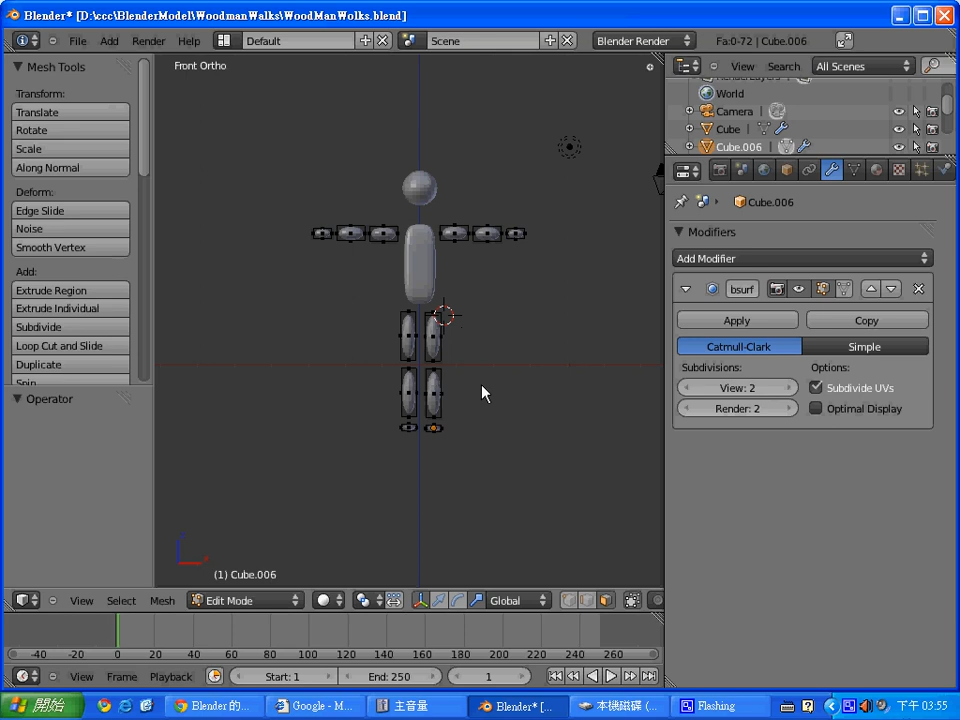 Blender* [D:\ccc\BlenderModel\WoodmanWalks\WoodManWolks.blend]
File Add Render Help Default Scene Blender Render Fa:0-72 | Cube.006
Mesh Tools
Transform:
Translate
Rotate
Scale
Along Normal
Deform:
Edge Slide
Noise
Smooth Vertex
Add:
Extrude Region
Extrude Individual
Subdivide
Loop Cut and Slide
Duplicate
Operator
Front Ortho
(1) Cube.006
View Search All Scenes
World
Camera
Cube
Cube.006
Cube.006
Modifiers
Add Modifier
bsurf
Apply Copy
Catmull-Clark Simple
Subdivisions: Options:
View: 2 Subdivide UVs
Render: 2 Optimal Display
View Select Mesh Edit Mode Global
-40 -20 0 20 40 60 80 100 120 140 160 180 200 220 240 260
View Frame Playback Start: 1 End: 250 1
開始 Blender 的... Google - M... 主音量 Blender* [... 本機磁碟 (... Flashing 下午 03:55